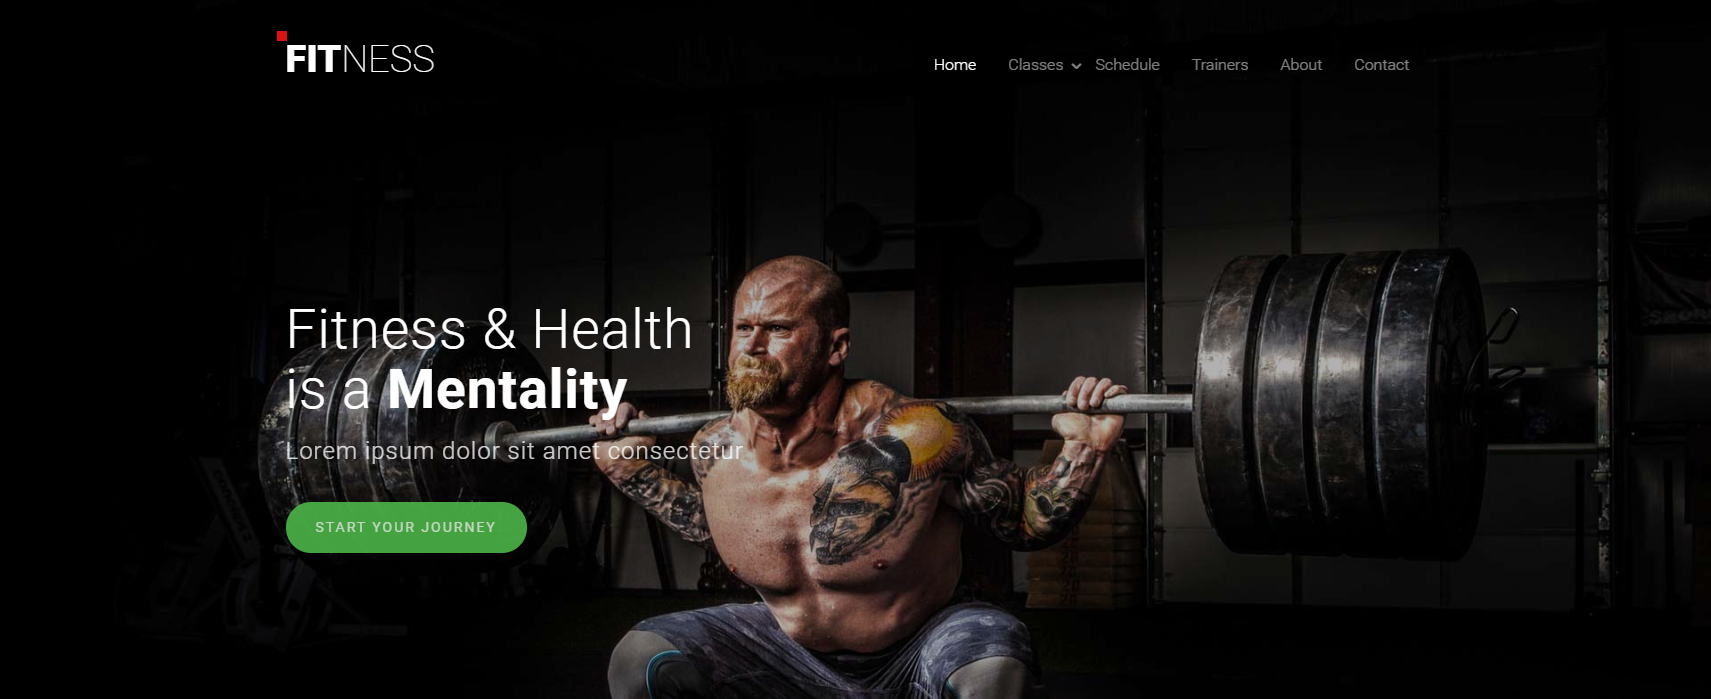 FITNESS
Home Classes Schedule Trainers About Contact
Fitness & Health
is a Mentality
Lorem ipsum dolor sit amet consectetur
START YOUR JOURNEY